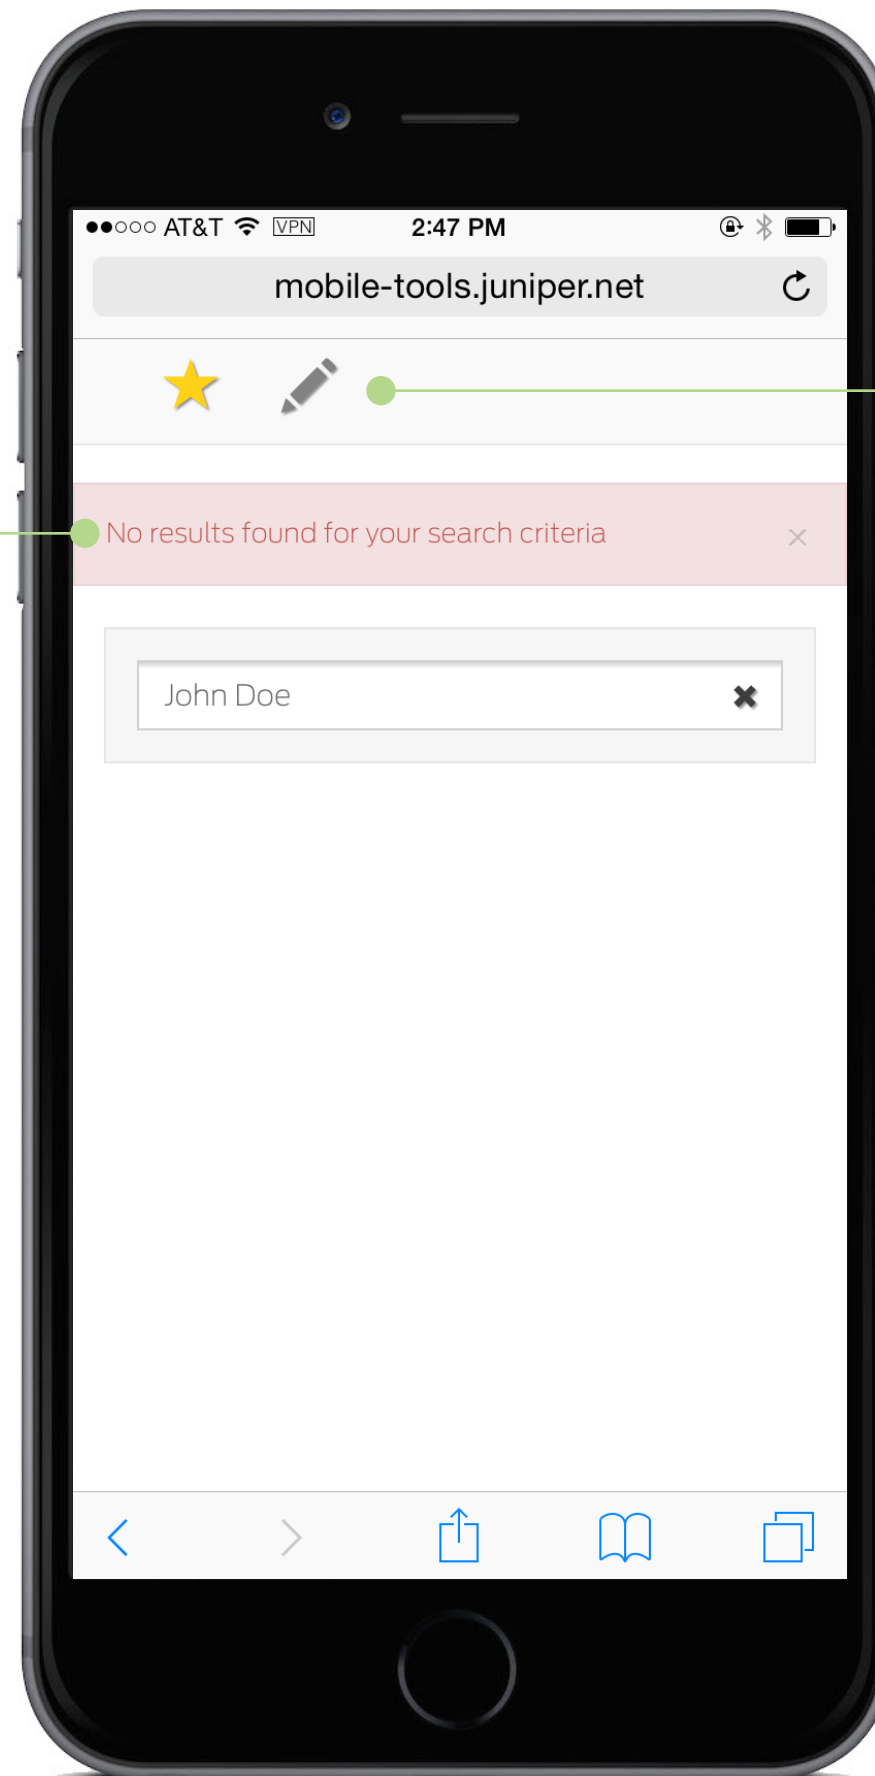 AT&T VPN 2:47 PM
mobile-tools.juniper.net
No results found for your search criteria
John Doe